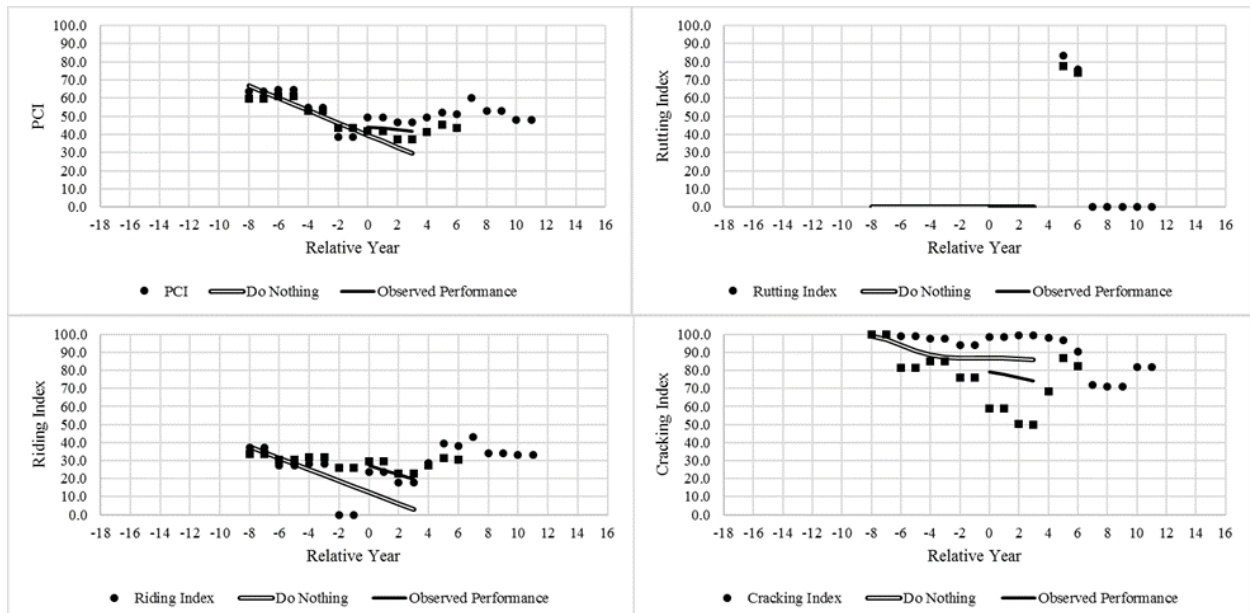 100.0
90.0
80.0
70.0
60.0
50.0
40.0
30.0
20.0
10.0
0.0
PCI
-18 -16 -14 -12 -10 -8 -6 -4 -2 0 2 4 6 8 10 12 14 16
Relative Year
PCI Do Nothing Observed Performance
100.0
90.0
80.0
70.0
60.0
50.0
40.0
30.0
20.0
10.0
0.0
Rutting Index
-18 -16 -14 -12 -10 -8 -6 -4 -2 0 2 4 6 8 10 12 14 16
Relative Year
Rutting Index Do Nothing Observed Performance
100.0
90.0
80.0
70.0
60.0
50.0
40.0
30.0
20.0
10.0
0.0
Riding Index
-18 -16 -14 -12 -10 -8 -6 -4 -2 0 2 4 6 8 10 12 14 16
Relative Year
Riding Index Do Nothing Observed Performance
100.0
90.0
80.0
70.0
60.0
50.0
40.0
30.0
20.0
10.0
0.0
Cracking Index
-18 -16 -14 -12 -10 -8 -6 -4 -2 0 2 4 6 8 10 12 14 16
Relative Year
Cracking Index Do Nothing Observed Performance